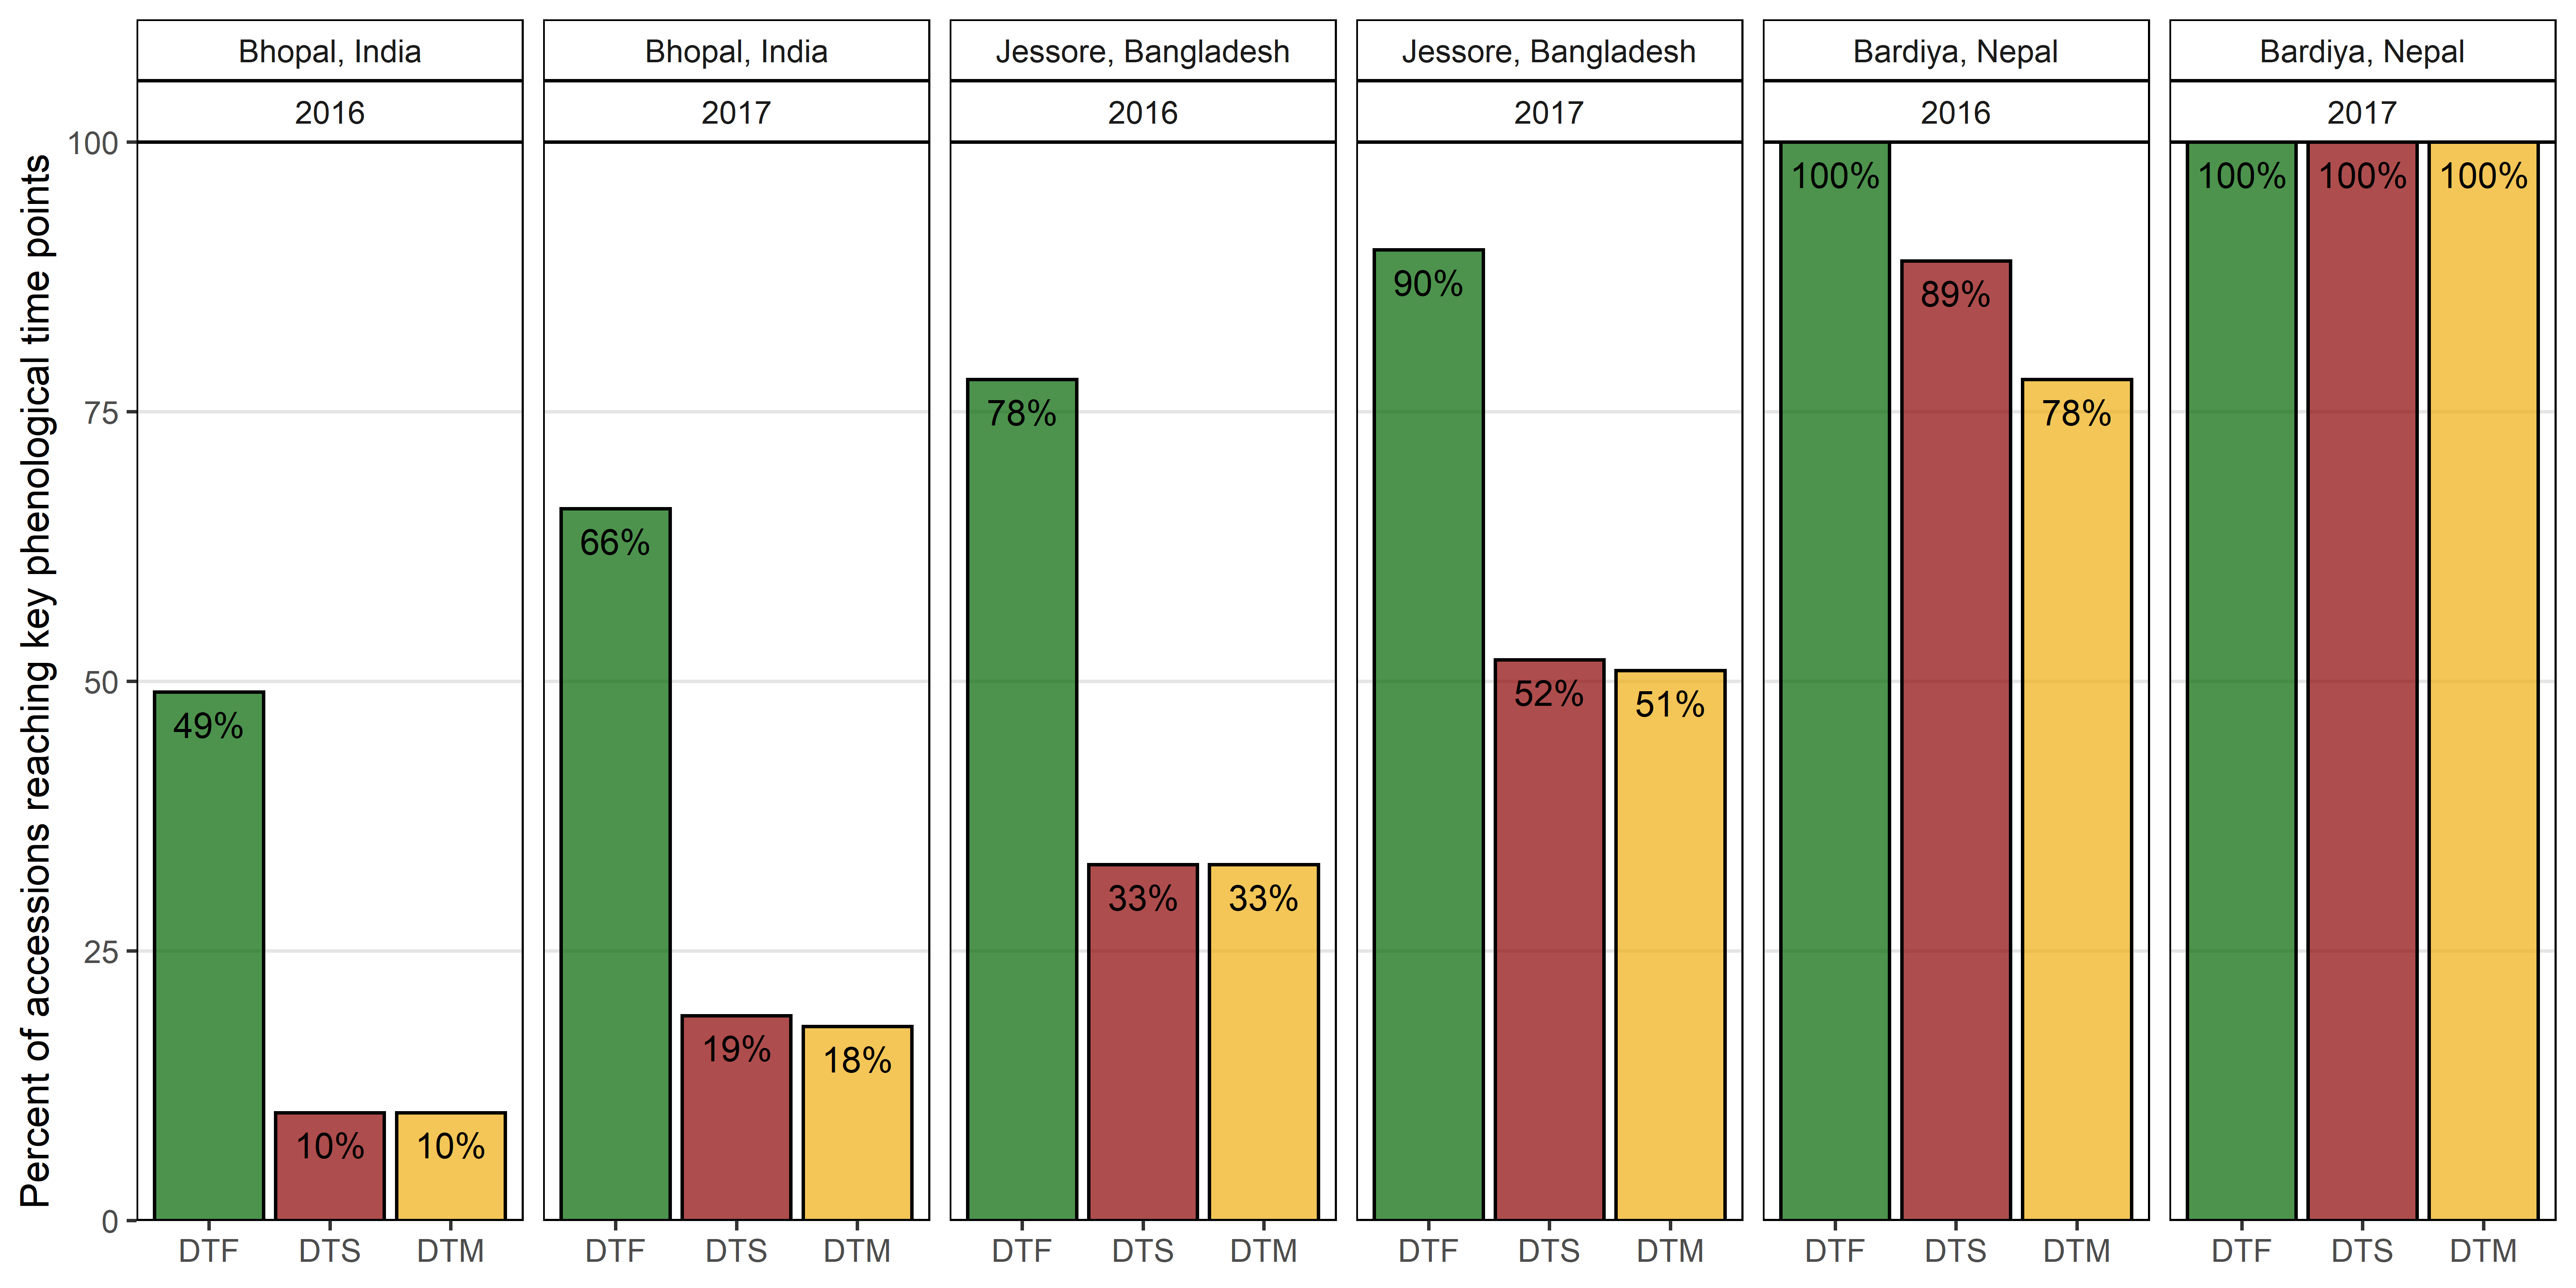 Bhopal, India
Bhopal, India
Jessore, Bangladesh
Jessore, Bangladesh
Bardiya, Nepal
Bardiya, Nepal
2016
2017
2016
2017
2016
2017
Percent of accessions reaching key phenological time points
100
75
50
25
0
49%
10%
10%
66%
19%
18%
78%
33%
33%
90%
52%
51%
100%
89%
78%
100%
100%
100%
DTF
DTS
DTM
DTF
DTS
DTM
DTF
DTS
DTM
DTF
DTS
DTM
DTF
DTS
DTM
DTF
DTS
DTM